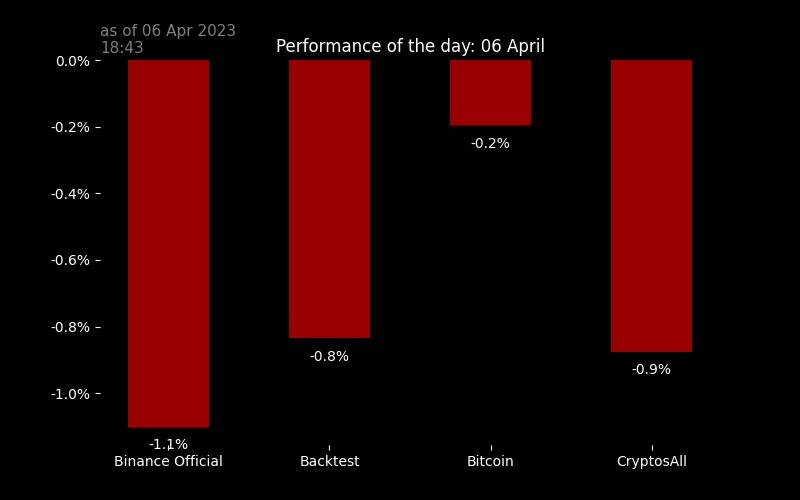 as of 06 Apr 2023
18:43
Performance of the day: 06 April
0.0%
-0.2%
-0.4%
-0.6%
-0.8%
-1.0%
-1.1%
-0.8%
-0.2%
-0.9%
Binance Official
Backtest
Bitcoin
CryptosAll